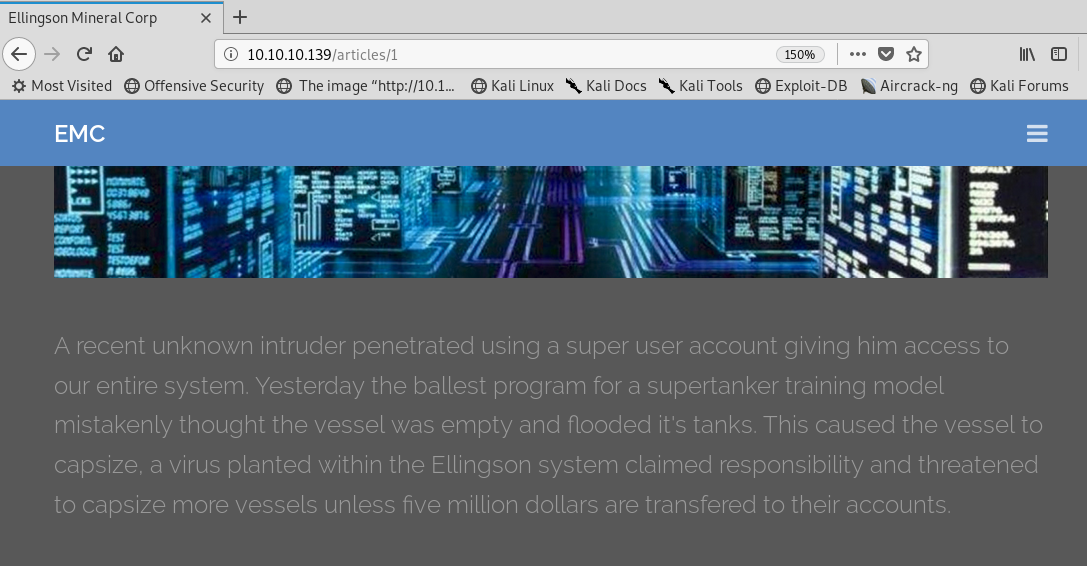 Ellingson Mineral Corp
10.10.10.139/articles/1 150%
Most Visited Offensive Security The image “http://10.1... Kali Linux Kali Docs Kali Tools Exploit-DB Aircrack-ng Kali Forums
EMC
LOG
TEST
TEST
DEFAULT
A recent unknown intruder penetrated using a super user account giving him access to
our entire system. Yesterday the ballest program for a supertanker training model
mistakenly thought the vessel was empty and flooded it's tanks. This caused the vessel to
capsize, a virus planted within the Ellingson system claimed responsibility and threatened
to capsize more vessels unless five million dollars are transfered to their accounts.